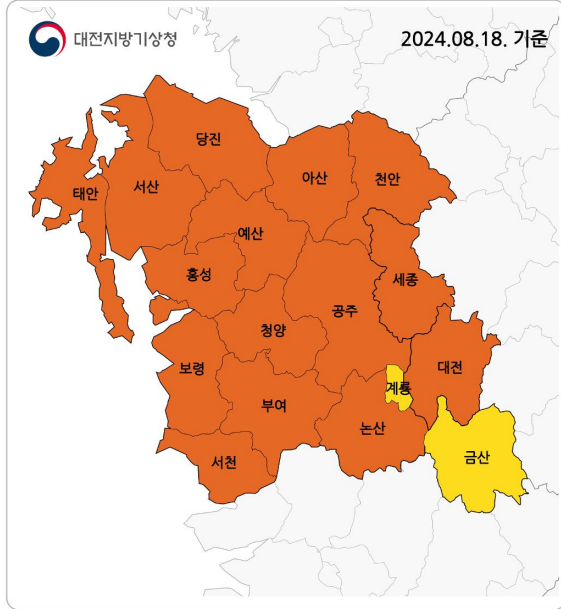 대전지방기상청
2024.08.18. 기준
당진
아산
천안
태안
서산
예산
홍성
세종
공주
청양
보령
대전
계룡
부여
논산
서천
금산